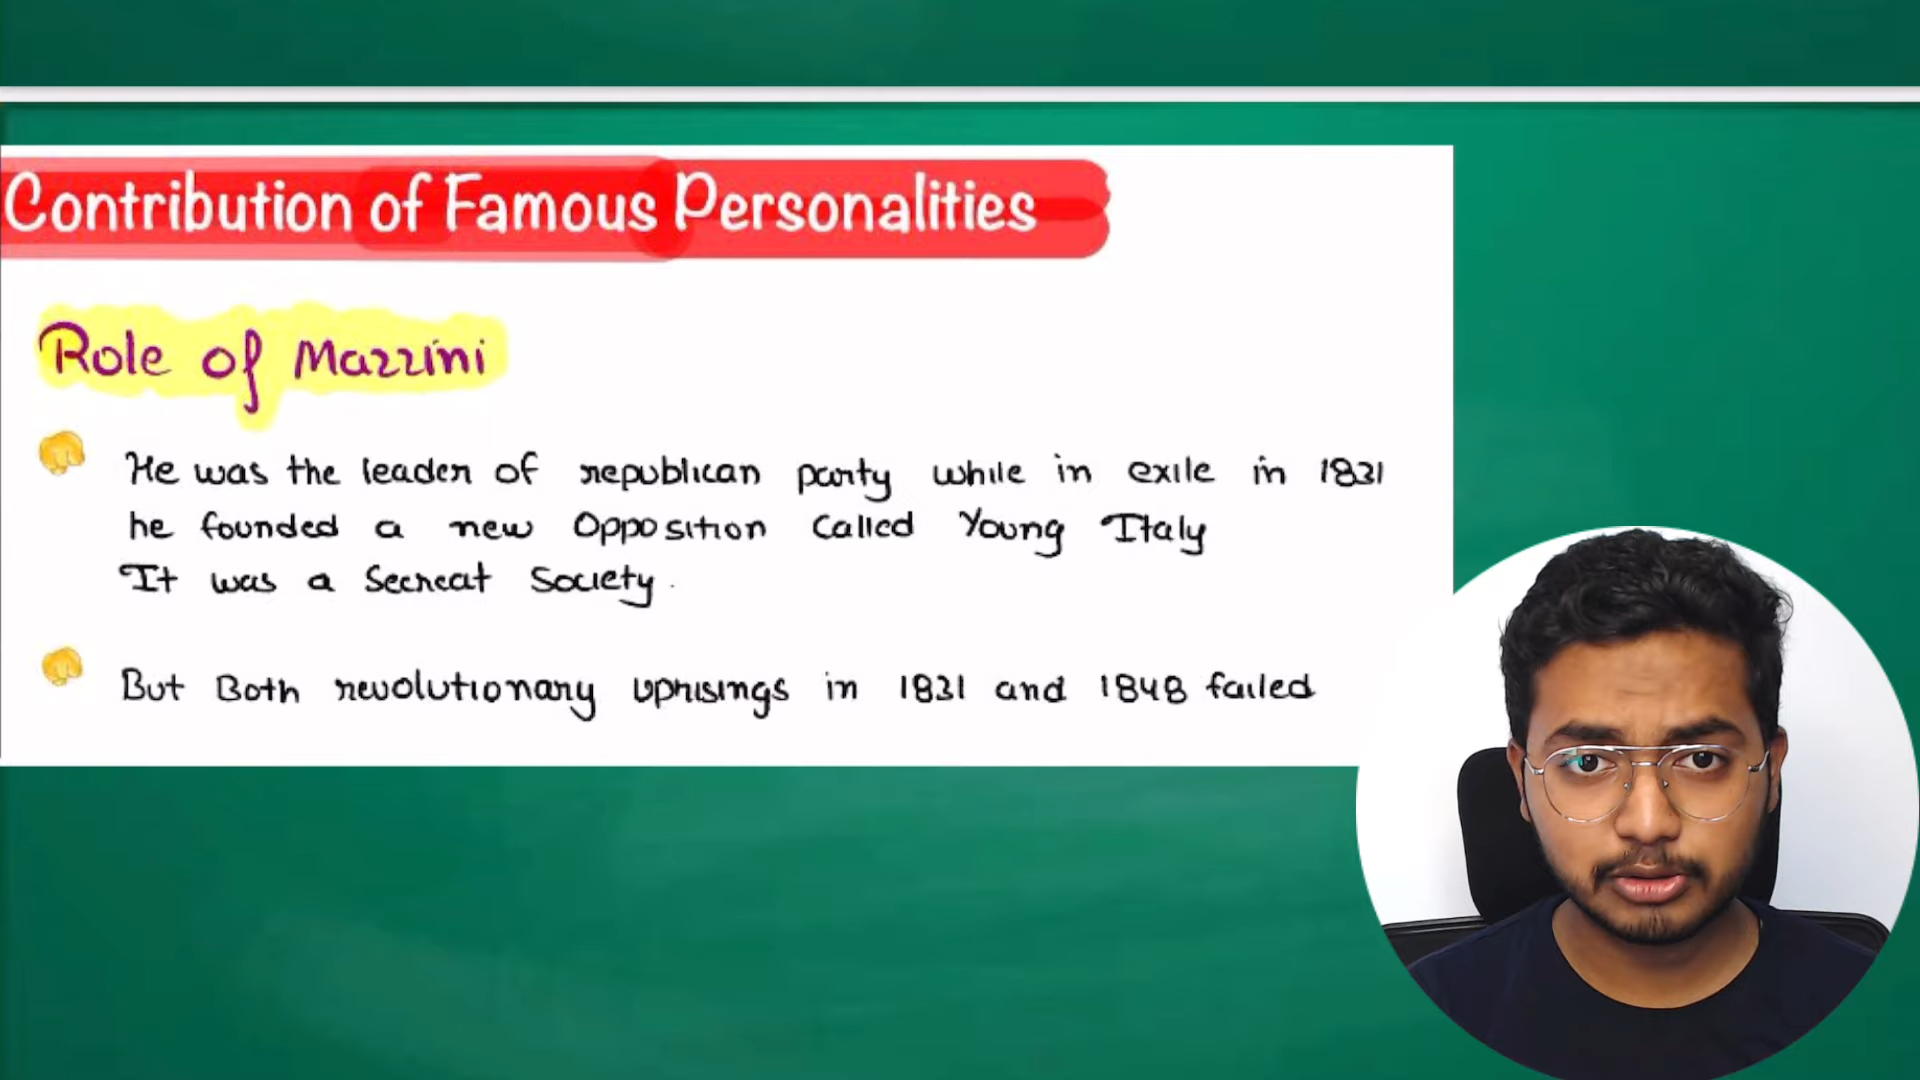 Contribution of Famous Personalities
Role of Mazzini
He was the leader of republican party while in exile in 1831
he founded a new Opposition Called Young Italy
It was a Secreat Society.
But Both revolutionary uprisings in 1831 and 1848 failed